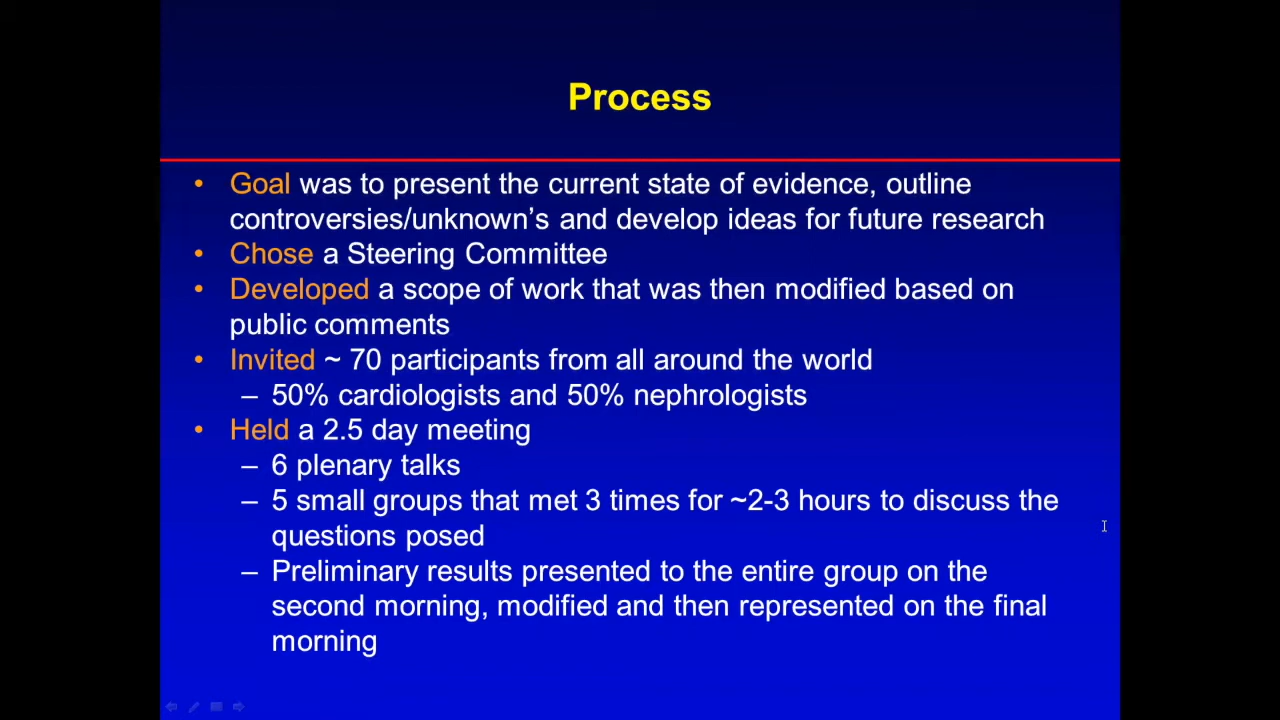 Process
• Goal was to present the current state of evidence, outline
controversies/unknown’s and develop ideas for future research
• Chose a Steering Committee
• Developed a scope of work that was then modified based on
public comments
• Invited ~ 70 participants from all around the world
– 50% cardiologists and 50% nephrologists
• Held a 2.5 day meeting
– 6 plenary talks
– 5 small groups that met 3 times for ~2-3 hours to discuss the
questions posed
– Preliminary results presented to the entire group on the
second morning, modified and then represented on the final
morning